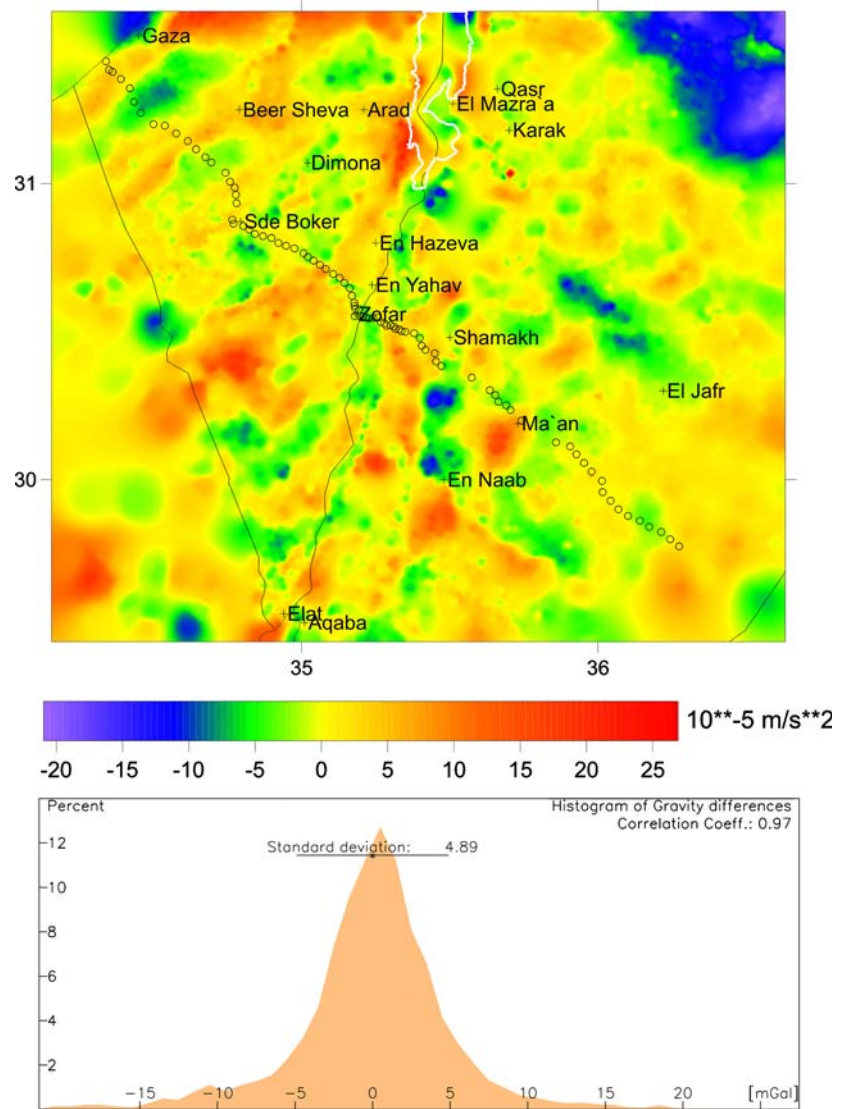 Gaza
Qasr
El Mazra`a
Beer Sheva
Arad
Karak
Dimona
31
Sde Boker
En Hazeva
En Yahav
Zofar
Shamakh
El Jafr
Ma`an
30
En Naab
Elat
Aqaba
35 36
10**-5 m/s**2
-20 -15 -10 -5 0 5 10 15 20 25
Percent
Histogram of Gravity differences
Correlation Coeff.: 0.97
12
Standard deviation: 4.89
10
8
6
4
2
-15 -10 -5 0 5 10 15 20 [mGal]